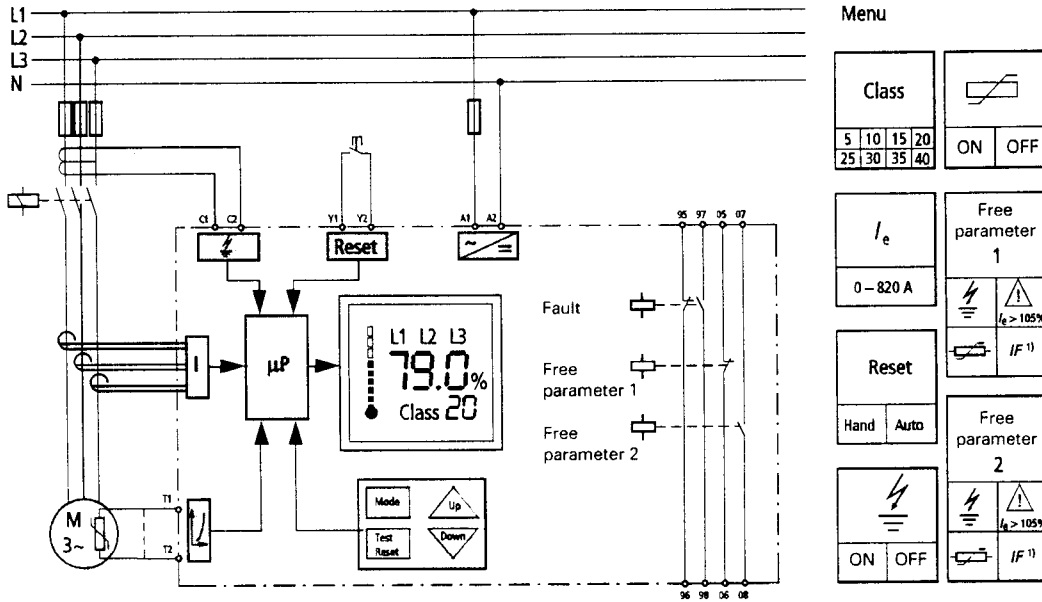 L1
L2
L3
N
C1 C2
Y1 Y2
A1 A2
95 97 05 07
Reset
~ =
I
µP
L1 L2 L3
79.0%
Class 20
Fault
Free
parameter 1
Free
parameter 2
Mode
Up
Test
Reset
Down
M
3~
T1
T2
96 98 06 08
Menu
Class
5 10 15 20
25 30 35 40
ON OFF
Ie
0 – 820 A
Free
parameter
1
Ie > 105%
IF 1)
Reset
Hand Auto
Free
parameter
2
Ie > 105%
IF 1)
ON OFF